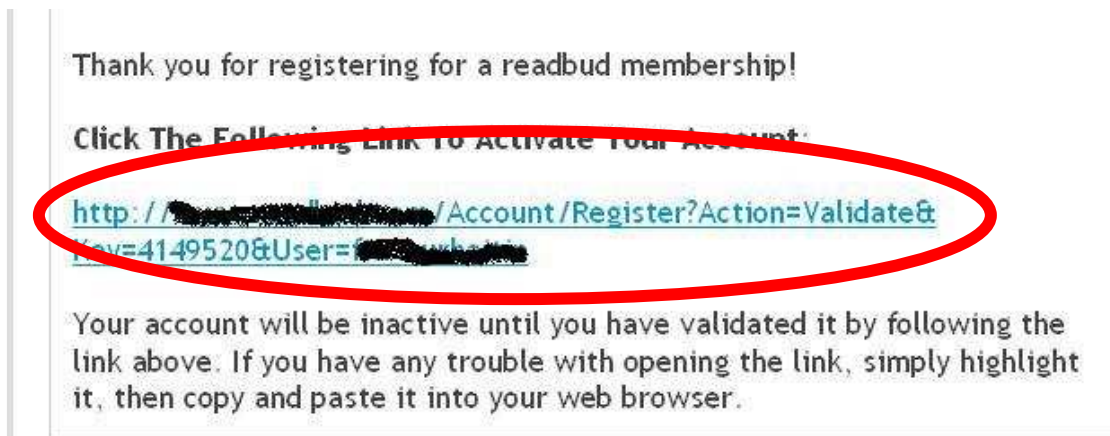 Thank you for registering for a readbud membership!
Click The Following Link To Activate Your Account:
http:///Account/Register?Action=Validate&
Key=4149520&User=
Your account will be inactive until you have validated it by following the
link above. If you have any trouble with opening the link, simply highlight
it, then copy and paste it into your web browser.